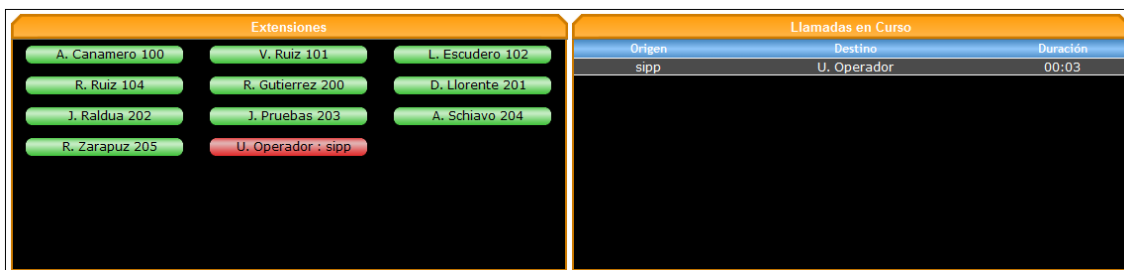 Extensiones
A. Canamero 100 V. Ruiz 101 L. Escudero 102
R. Ruiz 104 R. Gutierrez 200 D. Llorente 201
J. Raldua 202 J. Pruebas 203 A. Schiavo 204
R. Zarapuz 205 U. Operador : sipp
Llamadas en Curso
Origen Destino Duración
sipp U. Operador 00:03